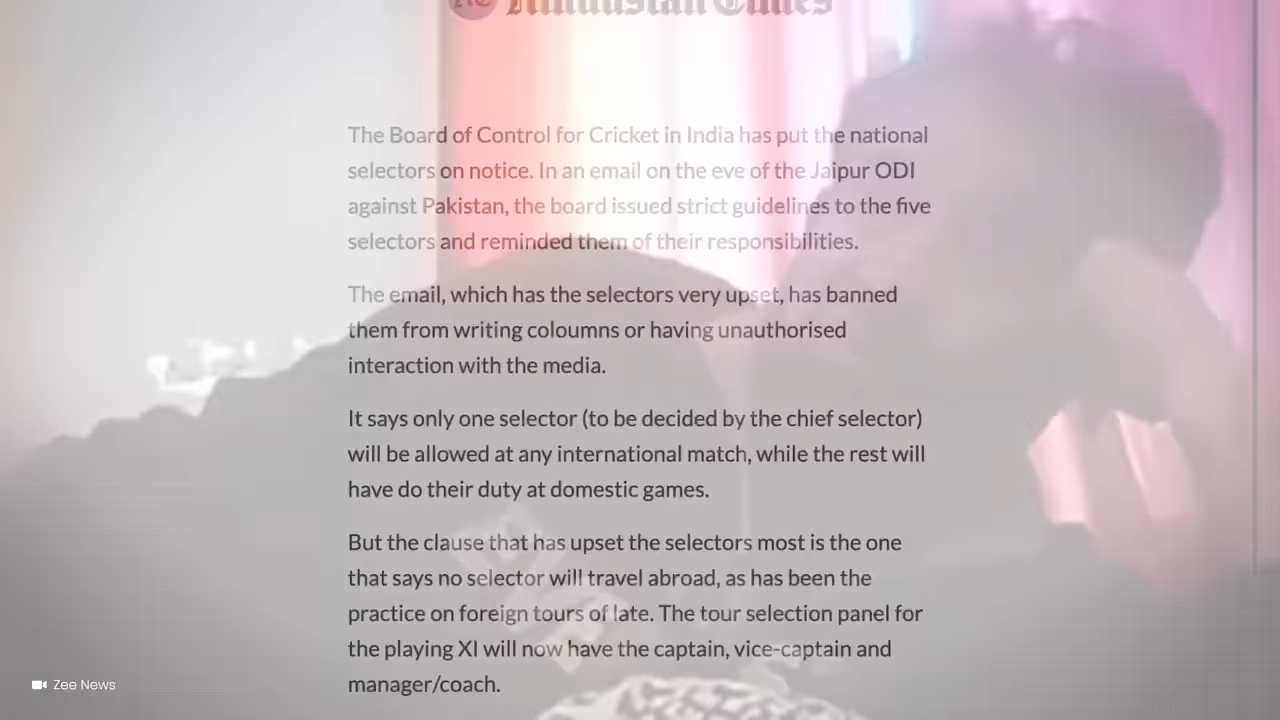 Hindustan Times
The Board of Control for Cricket in India has put the national
selectors on notice. In an email on the eve of the Jaipur ODI
against Pakistan, the board issued strict guidelines to the five
selectors and reminded them of their responsibilities.
The email, which has the selectors very upset, has banned
them from writing coloumns or having unauthorised
interaction with the media.
It says only one selector (to be decided by the chief selector)
will be allowed at any international match, while the rest will
have do their duty at domestic games.
But the clause that has upset the selectors most is the one
that says no selector will travel abroad, as has been the
practice on foreign tours of late. The tour selection panel for
the playing XI will now have the captain, vice-captain and
manager/coach.
Zee News